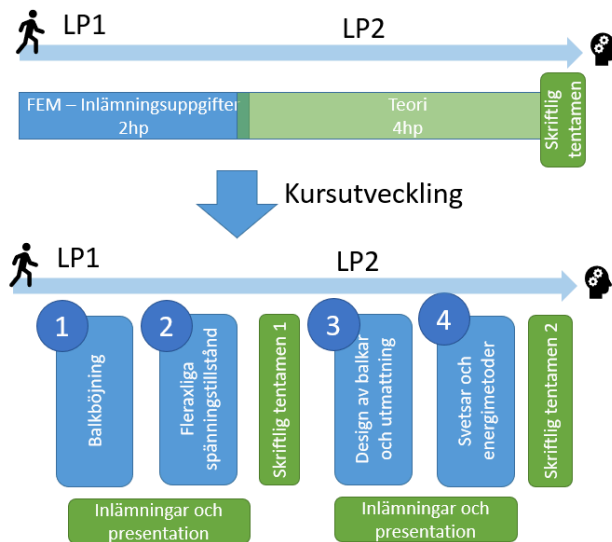 LP1
LP2
FEM – Inlämningsuppgifter
2hp
Teori
4hp
Skriftlig
tentamen
Kursutveckling
LP1
LP2
1
Balkböjning
2
Fleraxliga
spänningstillstånd
Skriftlig tentamen 1
3
Design av balkar
och utmattning
4
Svetsar och
energimetoder
Skriftlig tentamen 2
Inlämningar och
presentation
Inlämningar och
presentation